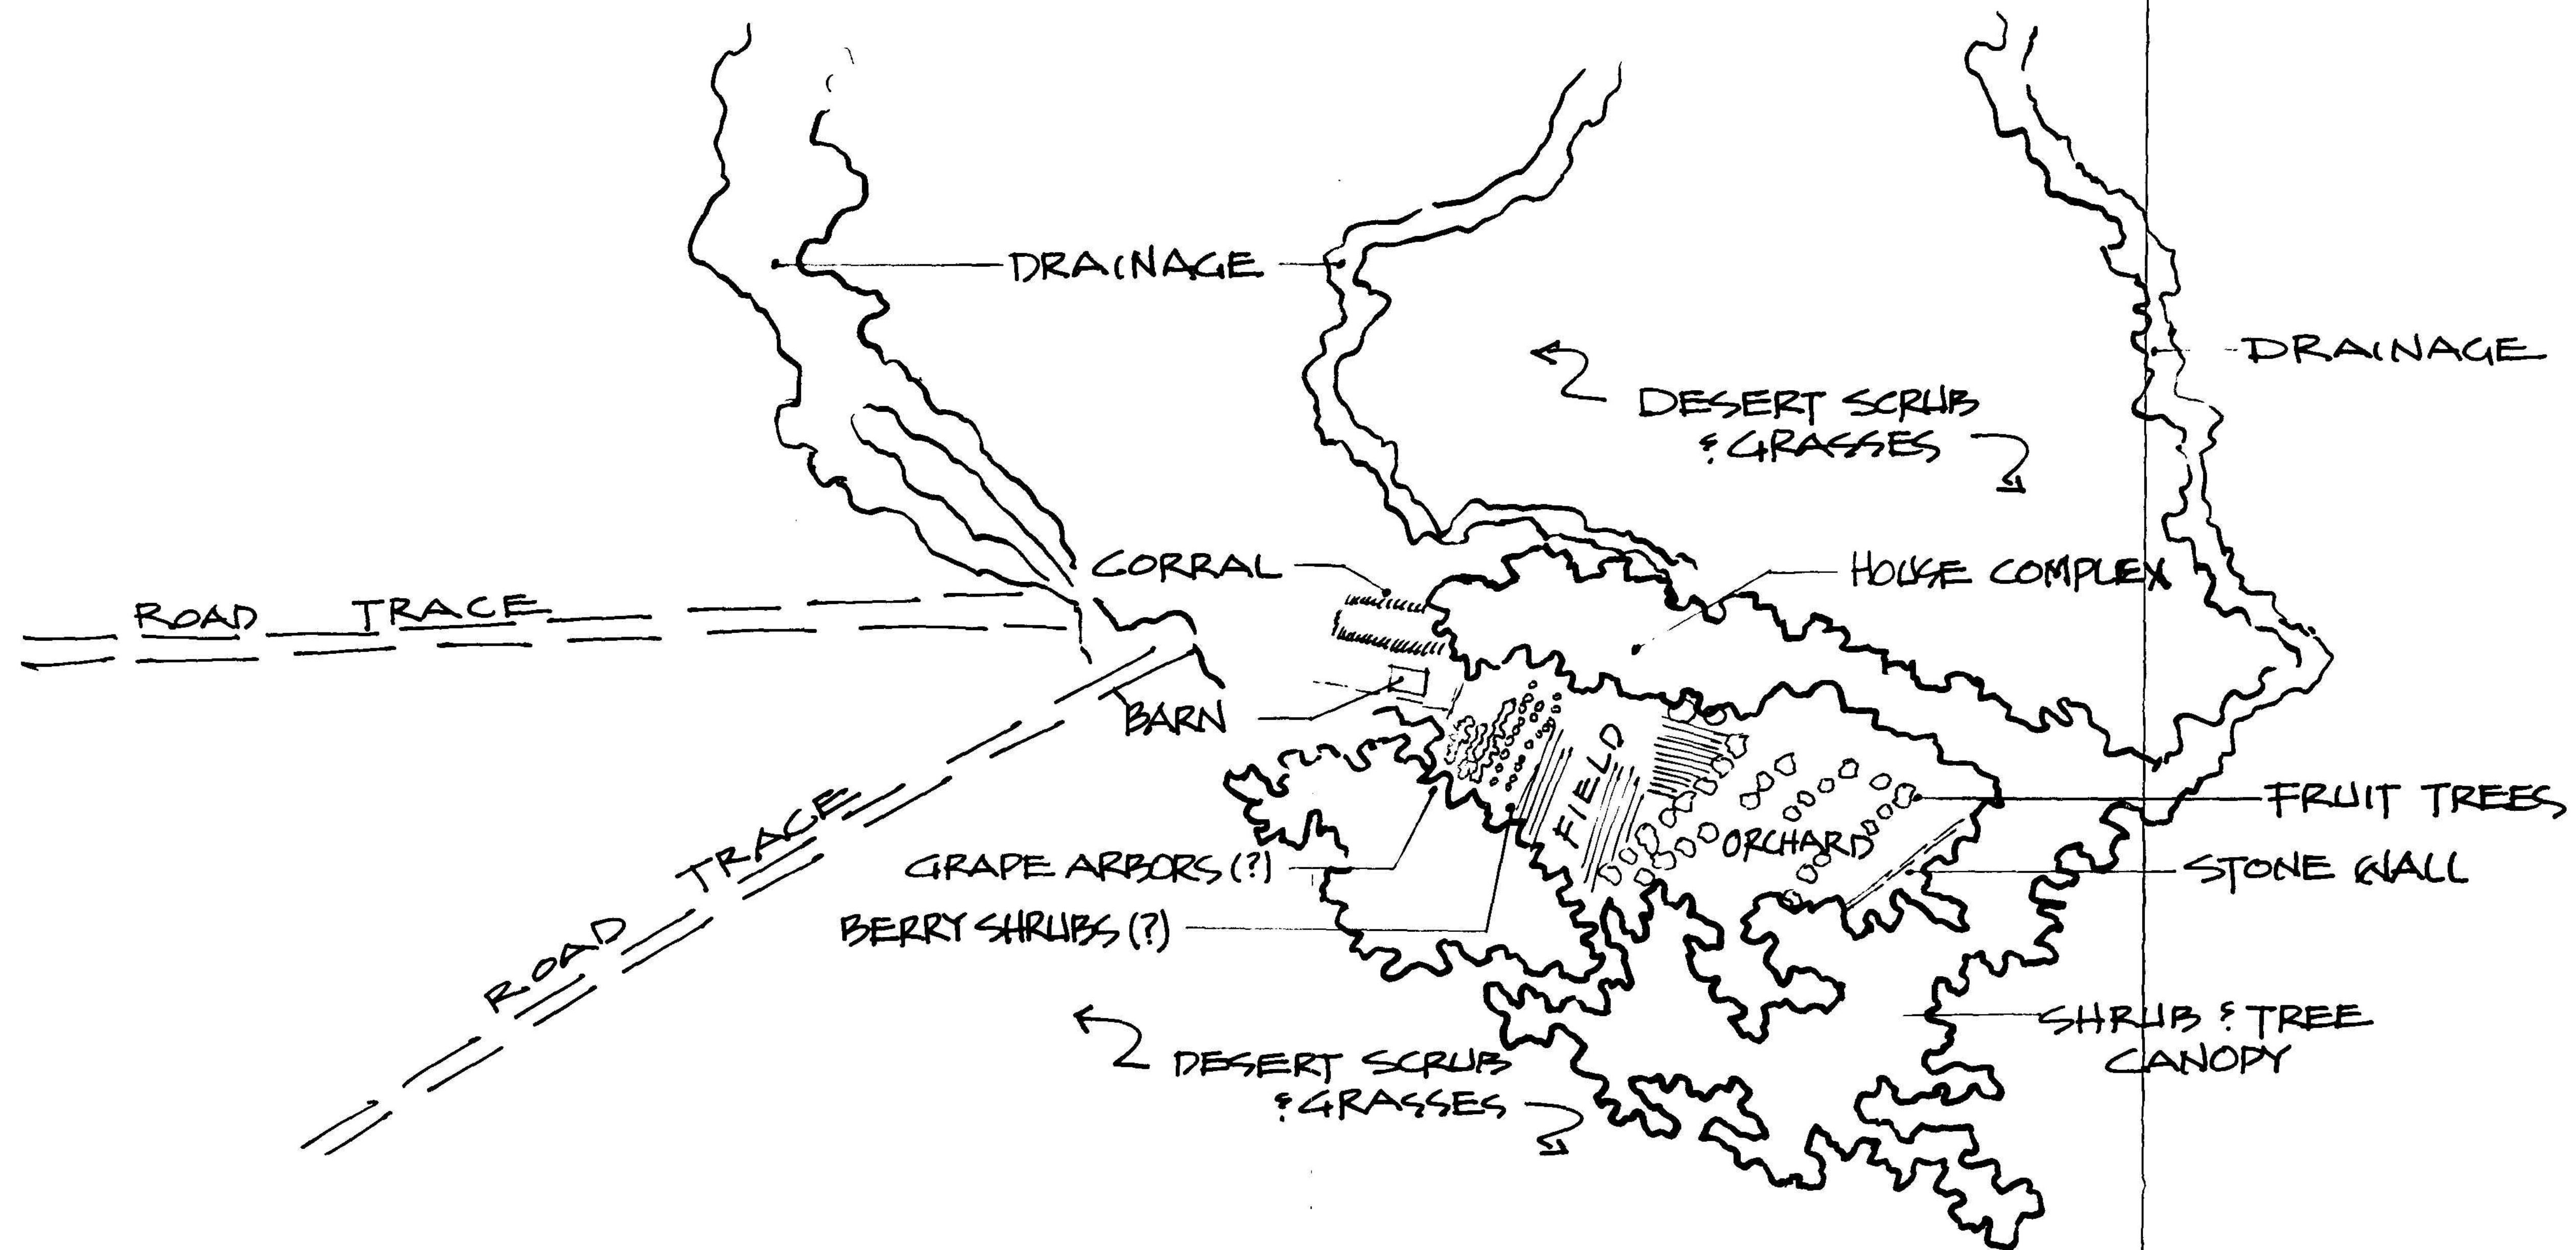 DRAINAGE
DRAINAGE
DESERT SCRUB
& GRASSES
CORRAL
HOUSE COMPLEX
ROAD TRACE
BARN
FIELD
FRUIT TREES
ROAD TRACE
ORCHARD
GRAPE ARBORS (?)
STONE WALL
BERRY SHRUBS (?)
SHRUB & TREE
CANOPY
DESERT SCRUB
& GRASSES